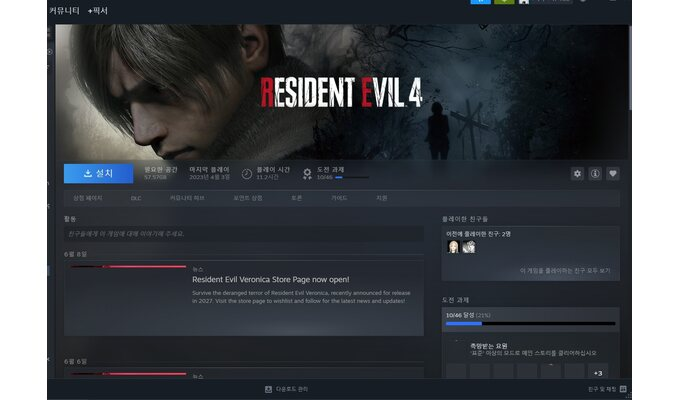 커뮤니티 +픽서
RESIDENT EVIL 4
설치
필요한 공간
57.57GB
마지막 플레이
2023년 4월 3일
플레이 시간
11.2시간
도전 과제
10/46
상점 페이지 DLC 커뮤니티 허브 포인트 상점 토론 가이드 지원
활동
친구들에게 이 게임에 대해 이야기해 주세요.
6월 8일
뉴스
Resident Evil Veronica Store Page now open!
Survive the deranged terror of Resident Evil Veronica, recently announced for release
in 2027. Visit the store page to wishlist and follow for the latest news and updates!
6월 6일
뉴스
플레이한 친구들
이전에 플레이한 친구: 2명
이 게임을 플레이하는 친구 모두 보기
도전 과제
10/46 달성 (21%)
촉망받는 요원
"표준" 이상의 모드로 메인 스토리를 클리어하십시오
+3
다운로드 관리
친구 및 채팅